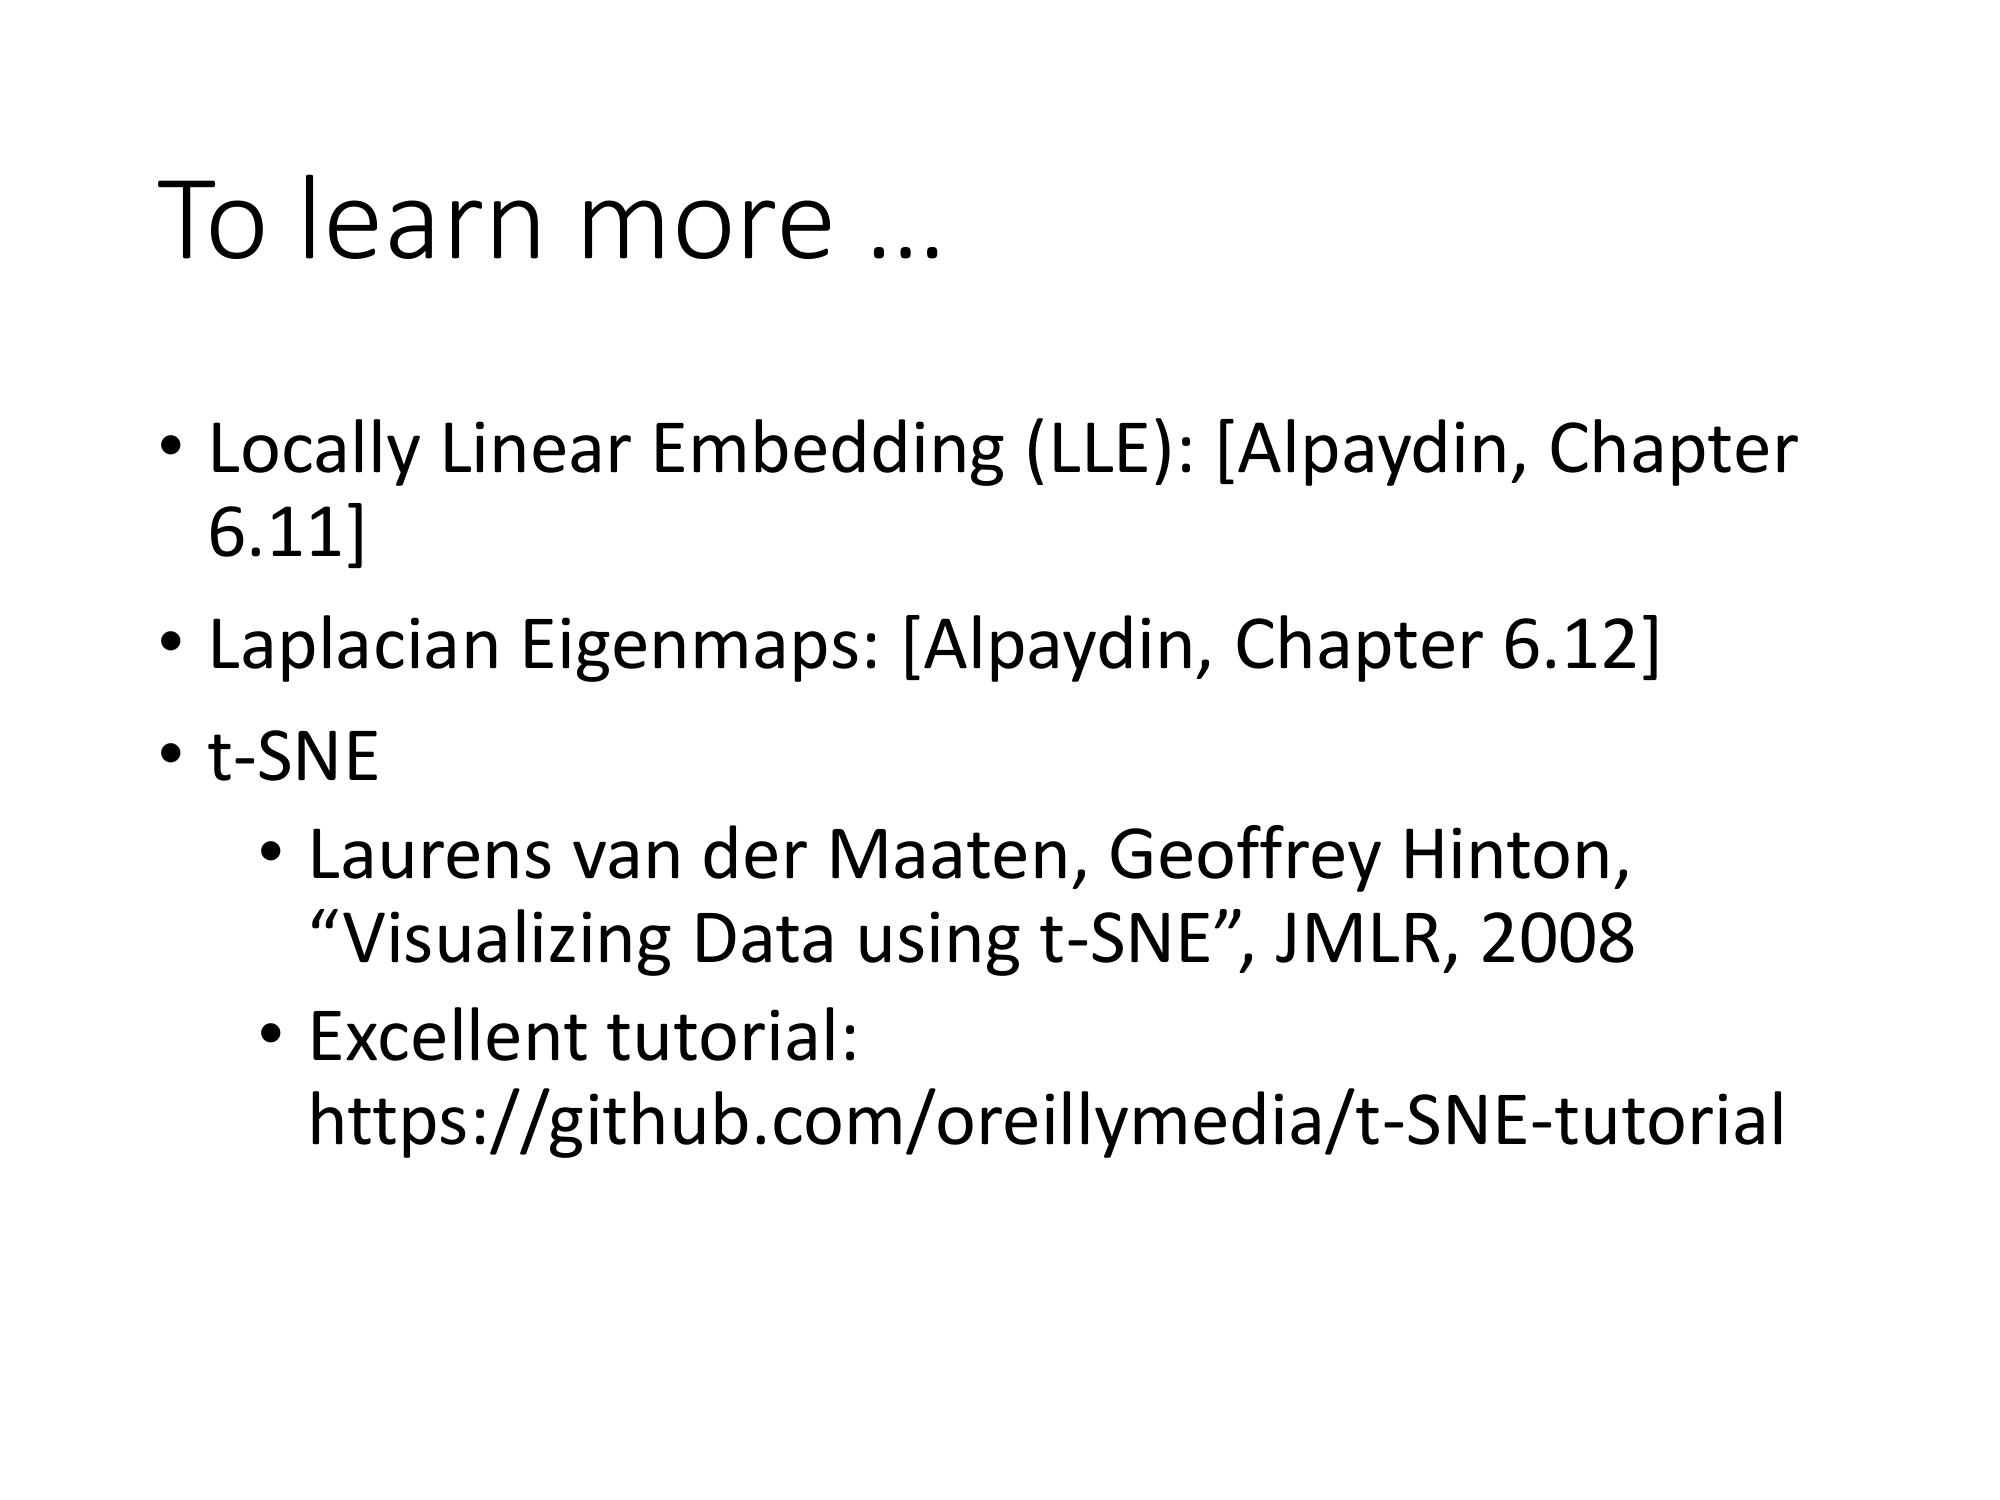 To learn more …
• Locally Linear Embedding (LLE): [Alpaydin, Chapter
6.11]
• Laplacian Eigenmaps: [Alpaydin, Chapter 6.12]
• t-SNE
• Laurens van der Maaten, Geoffrey Hinton,
“Visualizing Data using t-SNE”, JMLR, 2008
• Excellent tutorial:
https://github.com/oreillymedia/t-SNE-tutorial